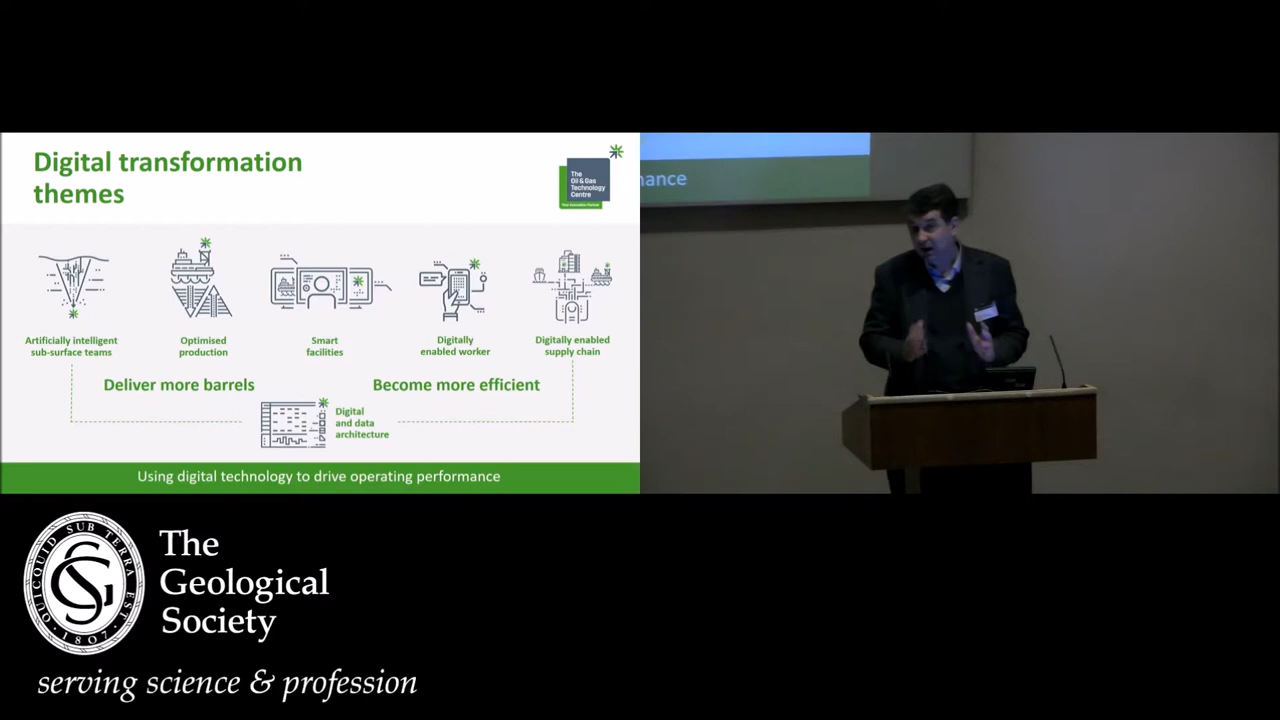 Digital transformation
themes
The
Oil & Gas
Technology
Centre
Artificially intelligent
sub-surface teams
Optimised
production
Smart
facilities
Digitally
enabled worker
Digitally enabled
supply chain
Deliver more barrels
Become more efficient
Digital
and data
architecture
Using digital technology to drive operating performance
nance
QUICQUID SUB TERRA EST
1807
The
Geological
Society
serving science & profession